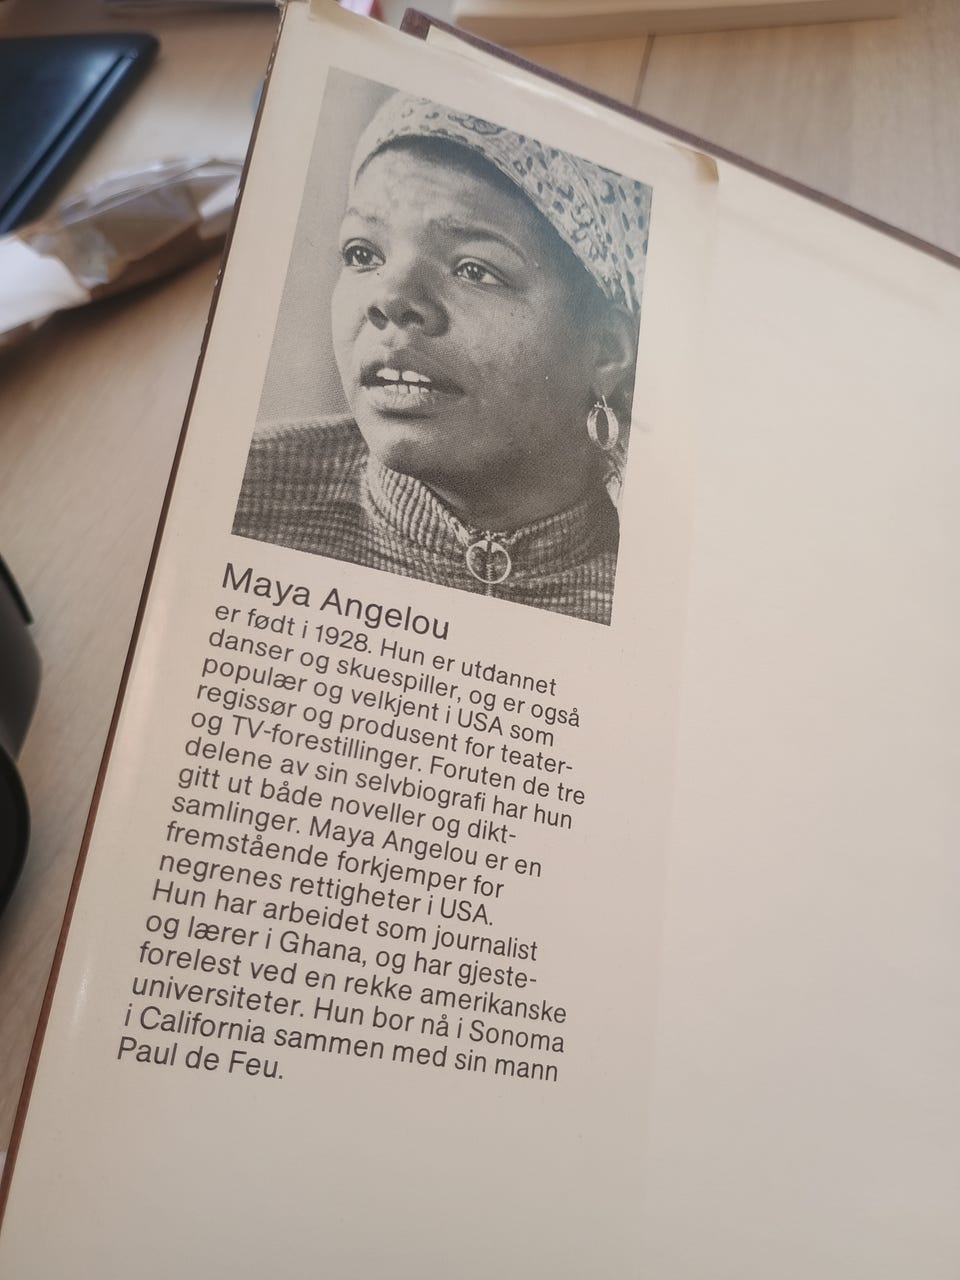 Maya Angelou
er født i 1928. Hun er utdannet
danser og skuespiller, og er også
populær og velkjent i USA som
regissør og produsent for teater-
og TV-forestillinger. Foruten de tre
delene av sin selvbiografi har hun
gitt ut både noveller og dikt-
samlinger. Maya Angelou er en
fremstående forkjemper for
negrenes rettigheter i USA.
Hun har arbeidet som journalist
og lærer i Ghana, og har gjeste-
forelest ved en rekke amerikanske
universiteter. Hun bor nå i Sonoma
i California sammen med sin mann
Paul de Feu.